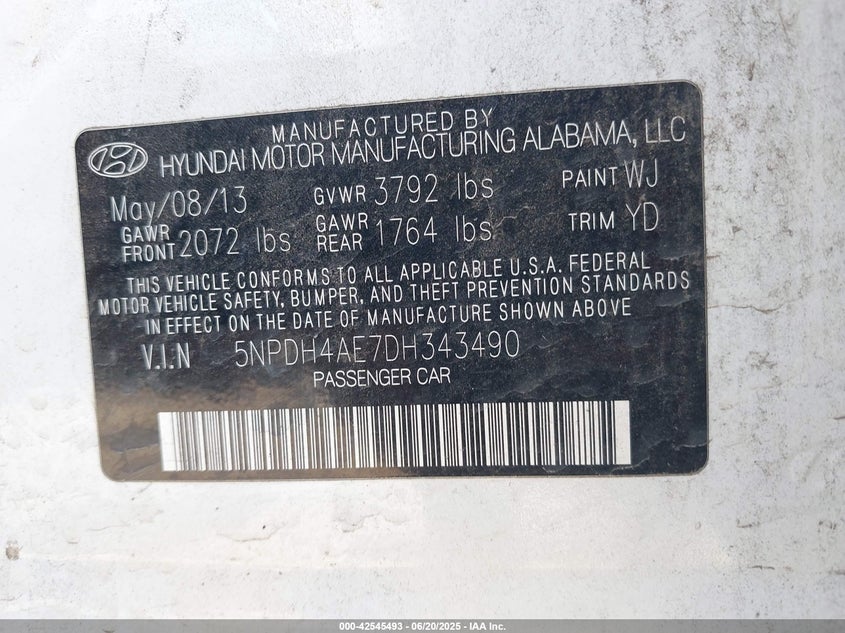 MANUFACTURED BY
HYUNDAI MOTOR MANUFACTURING ALABAMA, LLC
May/08/13 GVWR 3792 lbs PAINT WJ
GAWR FRONT 2072 lbs GAWR REAR 1764 lbs TRIM YD
THIS VEHICLE CONFORMS TO ALL APPLICABLE U.S.A. FEDERAL
MOTOR VEHICLE SAFETY, BUMPER, AND THEFT PREVENTION STANDARDS
IN EFFECT ON THE DATE OF MANUFACTURE SHOWN ABOVE
V.I.N 5NPDH4AE7DH343490
PASSENGER CAR
000-42545493 - 06/20/2025 - IAA Inc.